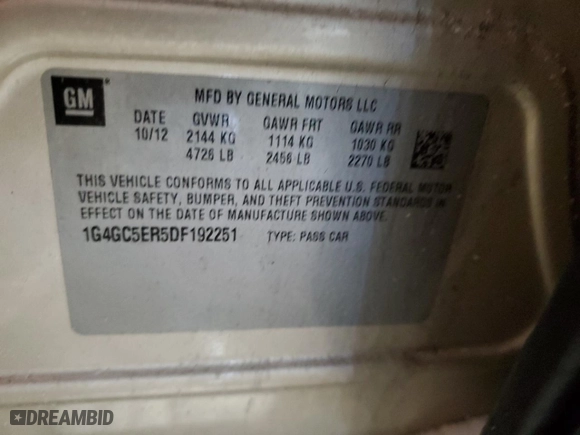 GM
MFD BY GENERAL MOTORS LLC
DATE GVWR GAWR FRT GAWR RR
10/12 2144 KG 1114 KG 1030 KG
4726 LB 2456 LB 2270 LB
THIS VEHICLE CONFORMS TO ALL APPLICABLE U.S. FEDERAL MOTOR
VEHICLE SAFETY, BUMPER, AND THEFT PREVENTION STANDARDS IN
EFFECT ON THE DATE OF MANUFACTURE SHOWN ABOVE.
1G4GC5ER5DF192251 TYPE: PASS CAR
DREAMBID